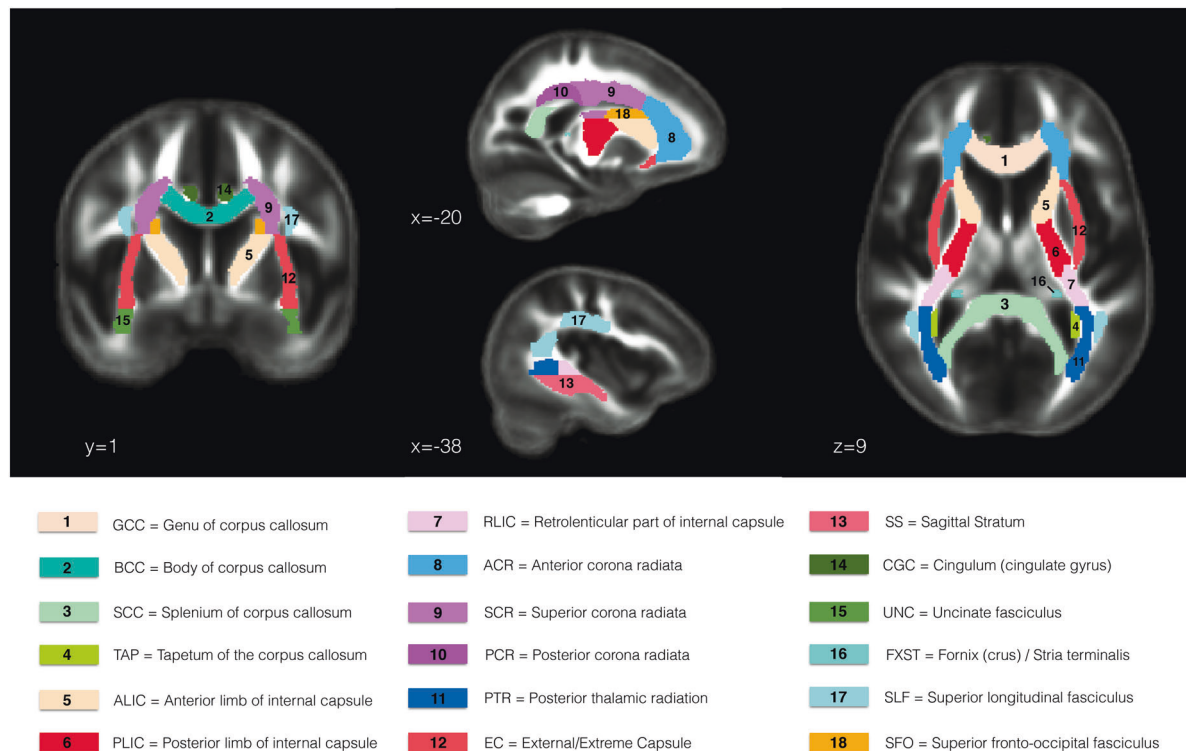 14
2
9
17
5
12
15
y=1
10
9
18
8
x=-20
17
13
x=-38
1
5
12
6
16
7
3
4
11
z=9
1 GCC = Genu of corpus callosum
2 BCC = Body of corpus callosum
3 SCC = Splenium of corpus callosum
4 TAP = Tapetum of the corpus callosum
5 ALIC = Anterior limb of internal capsule
6 PLIC = Posterior limb of internal capsule
7 RLIC = Retrolenticular part of internal capsule
8 ACR = Anterior corona radiata
9 SCR = Superior corona radiata
10 PCR = Posterior corona radiata
11 PTR = Posterior thalamic radiation
12 EC = External/Extreme Capsule
13 SS = Sagittal Stratum
14 CGC = Cingulum (cingulate gyrus)
15 UNC = Uncinate fasciculus
16 FXST = Fornix (crus) / Stria terminalis
17 SLF = Superior longitudinal fasciculus
18 SFO = Superior fronto-occipital fasciculus